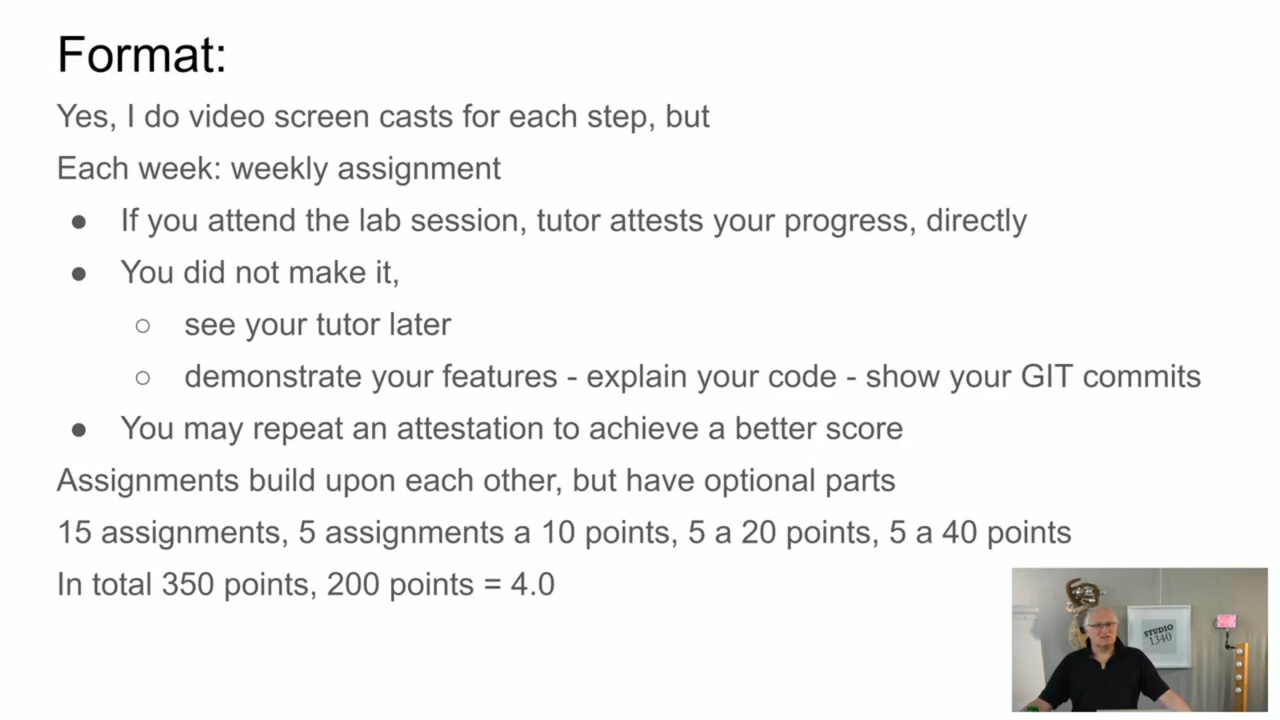 Format:
Yes, I do video screen casts for each step, but
Each week: weekly assignment
● If you attend the lab session, tutor attests your progress, directly
● You did not make it,
○ see your tutor later
○ demonstrate your features - explain your code - show your GIT commits
● You may repeat an attestation to achieve a better score
Assignments build upon each other, but have optional parts
15 assignments, 5 assignments a 10 points, 5 a 20 points, 5 a 40 points
In total 350 points, 200 points = 4.0
STUDIO
1340